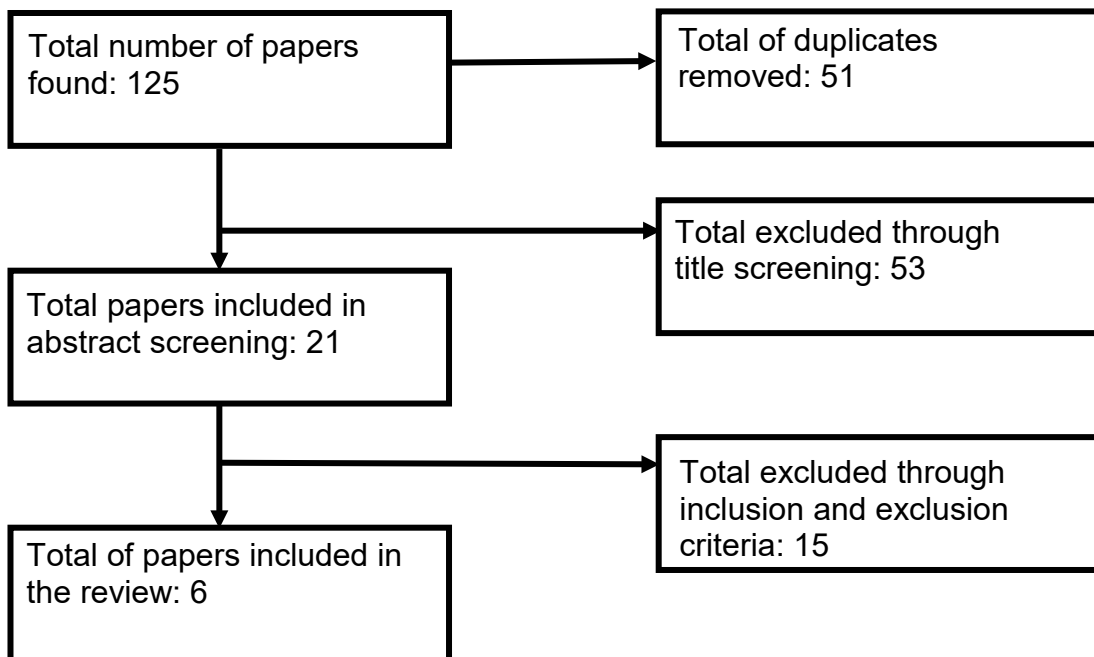 Total number of papers
found: 125
Total of duplicates
removed: 51
Total excluded through
title screening: 53
Total papers included in
abstract screening: 21
Total excluded through
inclusion and exclusion
criteria: 15
Total of papers included in
the review: 6